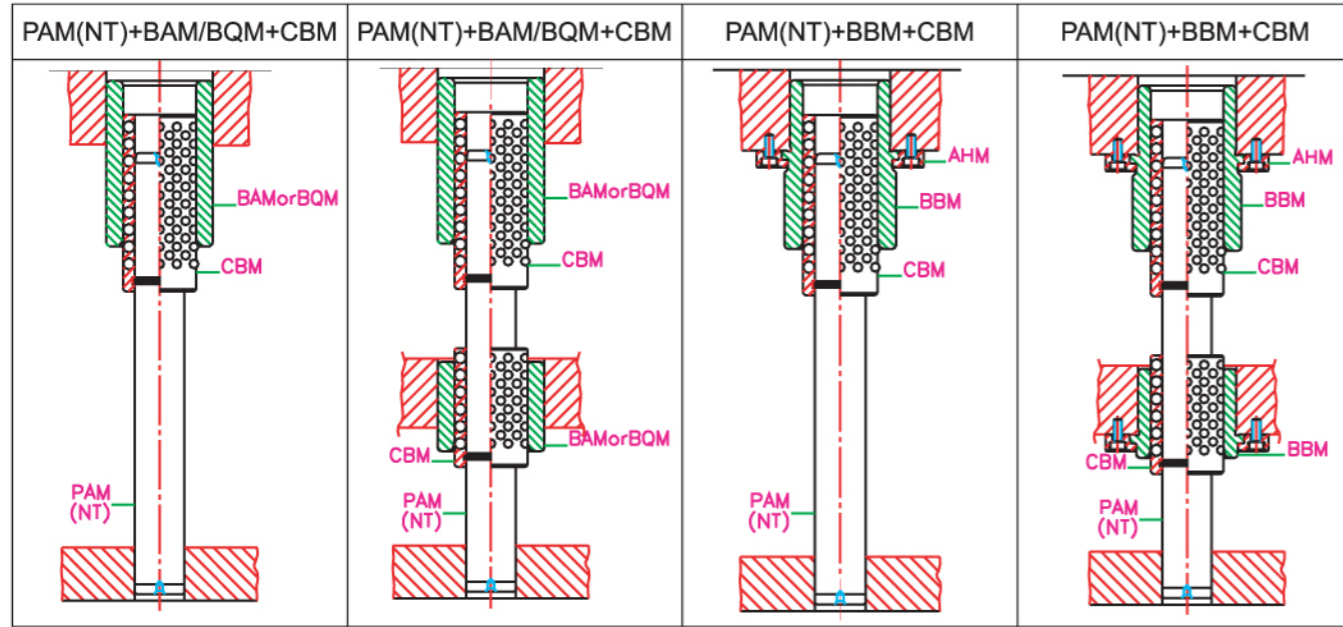 PAM(NT)+BAM/BQM+CBM
PAM(NT)+BAM/BQM+CBM
PAM(NT)+BBM+CBM
PAM(NT)+BBM+CBM
BAMorBQM
CBM
PAM
(NT)
BAMorBQM
CBM
BAMorBQM
CBM
PAM
(NT)
AHM
BBM
CBM
PAM
(NT)
AHM
BBM
CBM
BBM
CBM
PAM
(NT)